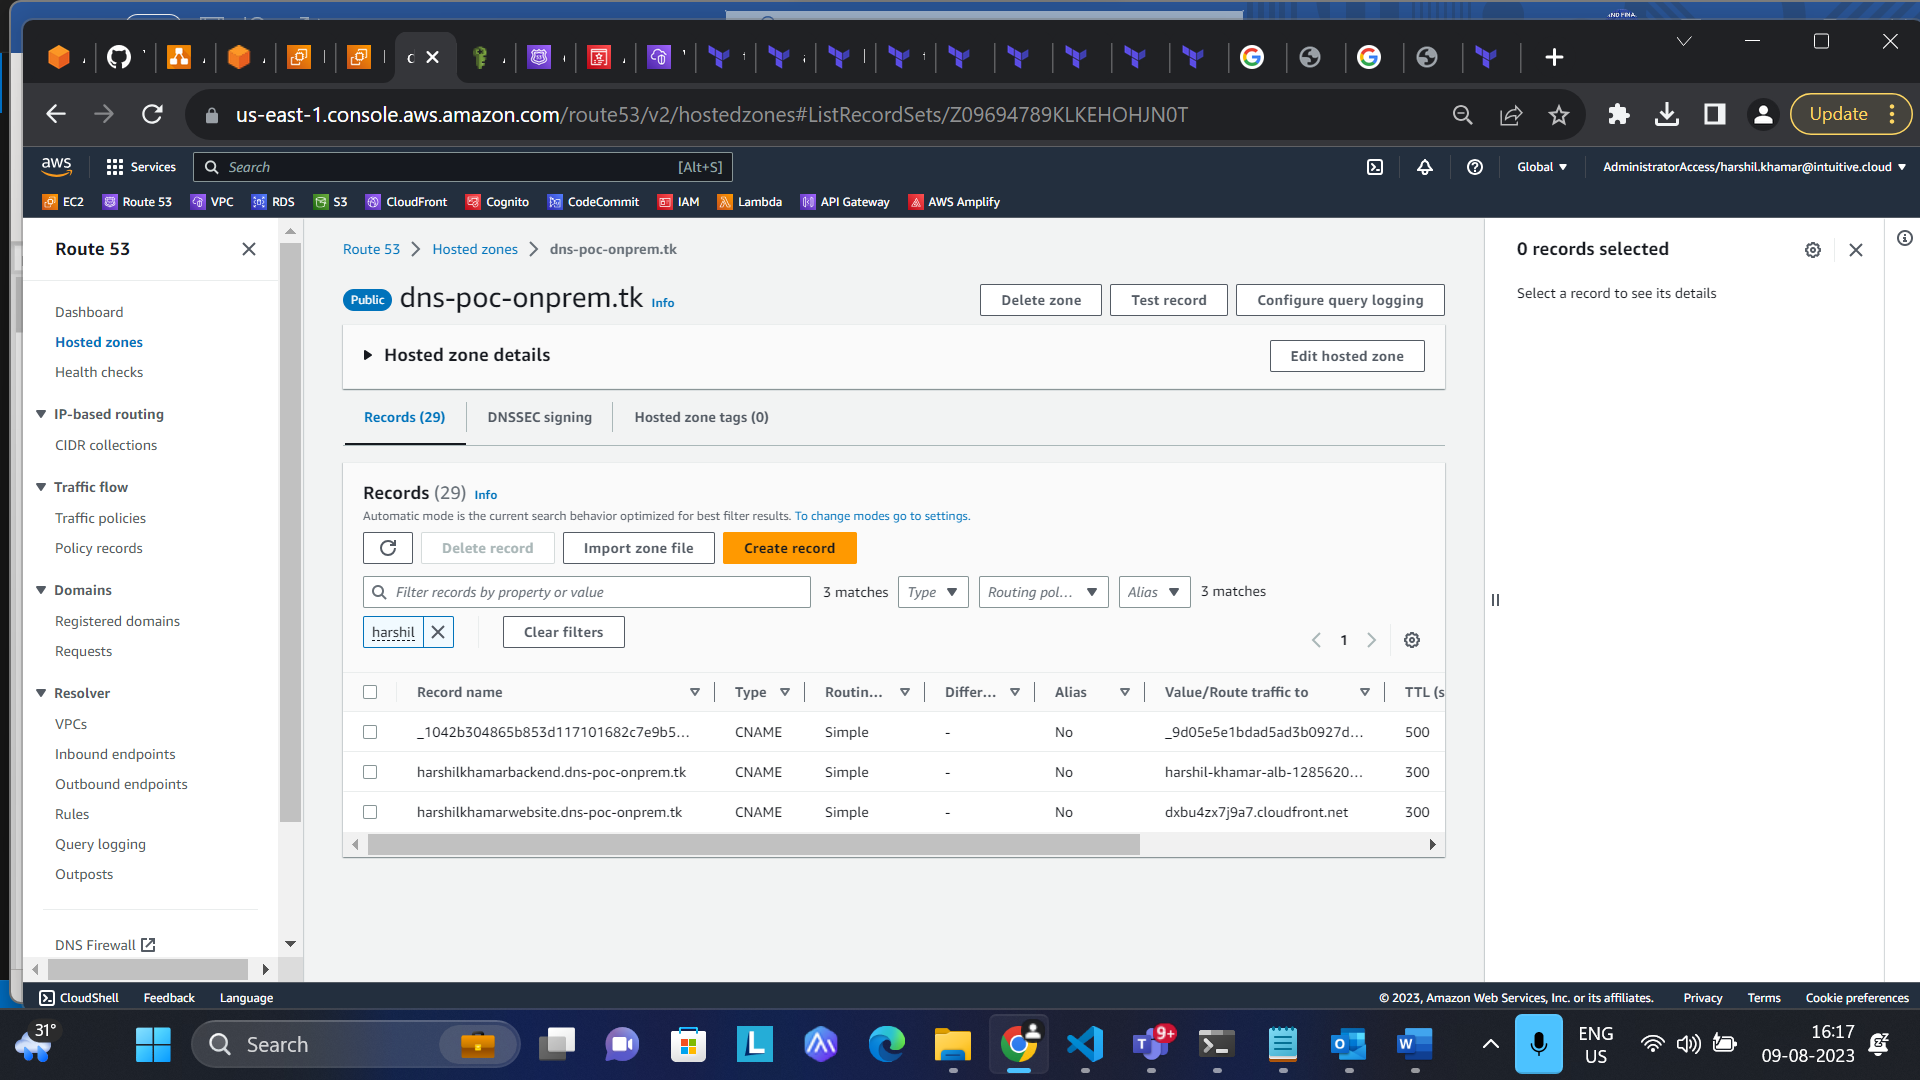 us-east-1.console.aws.amazon.com/route53/v2/hostedzones#ListRecordSets/Z09694789KLKEHOHJN0T
Update
aws
Services
Search
[Alt+S]
Global
AdministratorAccess/harshil.khamar@intuitive.cloud
EC2
Route 53
VPC
RDS
S3
CloudFront
Cognito
CodeCommit
IAM
Lambda
API Gateway
AWS Amplify
Route 53
Dashboard
Hosted zones
Health checks
IP-based routing
CIDR collections
Traffic flow
Traffic policies
Policy records
Domains
Registered domains
Requests
Resolver
VPCs
Inbound endpoints
Outbound endpoints
Rules
Query logging
Outposts
DNS Firewall
Route 53
Hosted zones
dns-poc-onprem.tk
Public
dns-poc-onprem.tk
Info
Delete zone
Test record
Configure query logging
Hosted zone details
Edit hosted zone
Records (29)
DNSSEC signing
Hosted zone tags (0)
Records (29) Info
Automatic mode is the current search behavior optimized for best filter results. To change modes go to settings.
Delete record
Import zone file
Create record
Filter records by property or value
3 matches
Type
Routing pol...
Alias
3 matches
harshil
Clear filters
1
Record name
Type
Routin...
Differ...
Alias
Value/Route traffic to
TTL (s
_1042b304865b853d117101682c7e9b5... CNAME Simple - No _9d05e5e1bdad5ad3b0927d... 500
harshilkhamarbackend.dns-poc-onprem.tk CNAME Simple - No harshil-khamar-alb-1285620... 300
harshilkhamarwebsite.dns-poc-onprem.tk CNAME Simple - No dxbu4zx7j9a7.cloudfront.net 300
0 records selected
Select a record to see its details
CloudShell
Feedback
Language
© 2023, Amazon Web Services, Inc. or its affiliates.
Privacy
Terms
Cookie preferences
31°
Search
9+
ENG
US
16:17
09-08-2023